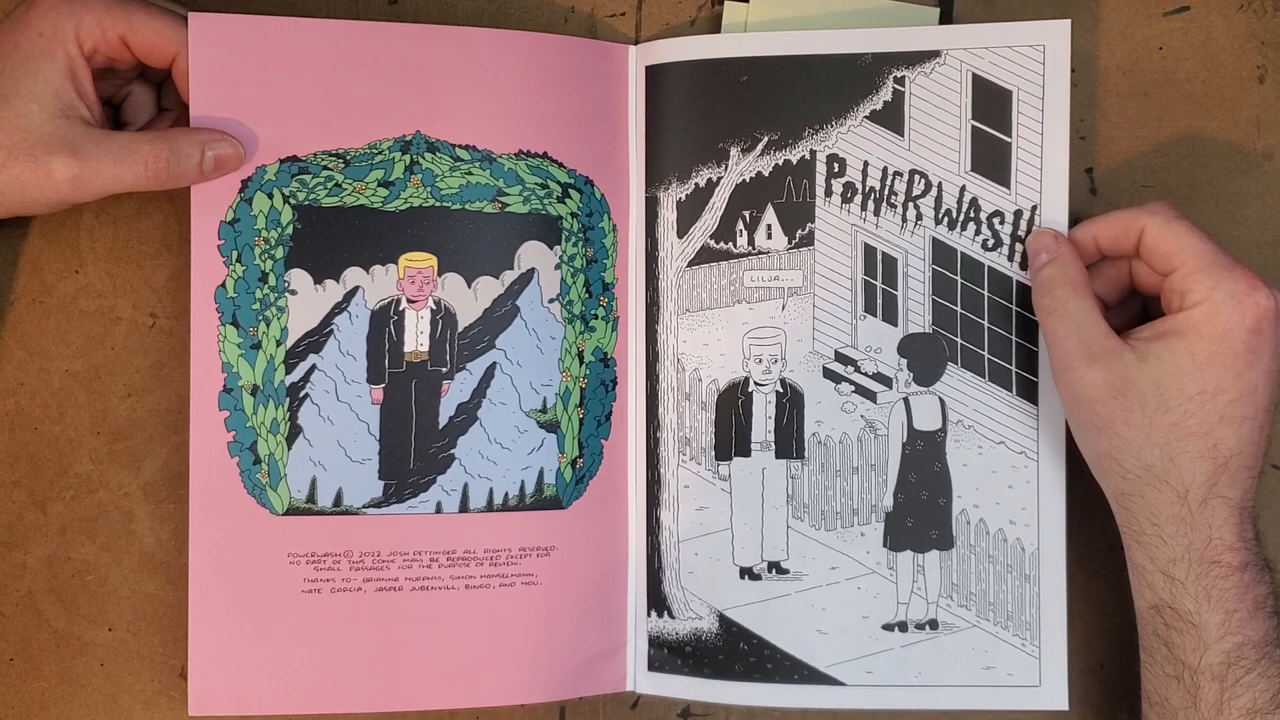 POWERWASH © 2022 JOSH PETTINGER ALL RIGHTS RESERVED.
NO PART OF THIS COMIC MAY BE REPRODUCED EXCEPT FOR
SMALL PASSAGES FOR THE PURPOSE OF REVIEW.
THANKS TO- BRIANNA MURPHY, SIMON HANSELMANN,
NATE GARCIA, JASPER JUBENVILL, BINGO, AND YOU.
POWERWASH
LILJA...